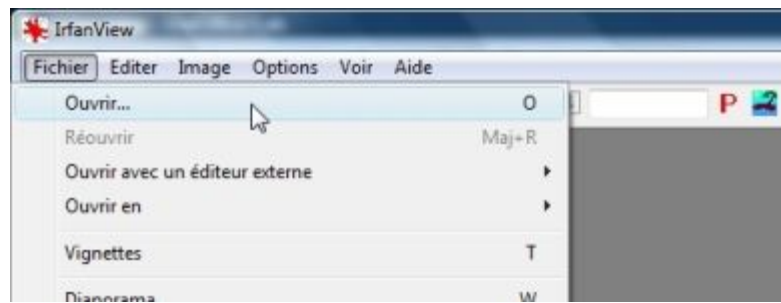 IrfanView
Fichier Editer Image Options Voir Aide
Ouvrir... O
P
Réouvrir Maj+R
Ouvrir avec un éditeur externe
Ouvrir en
Vignettes T
Diaporama W